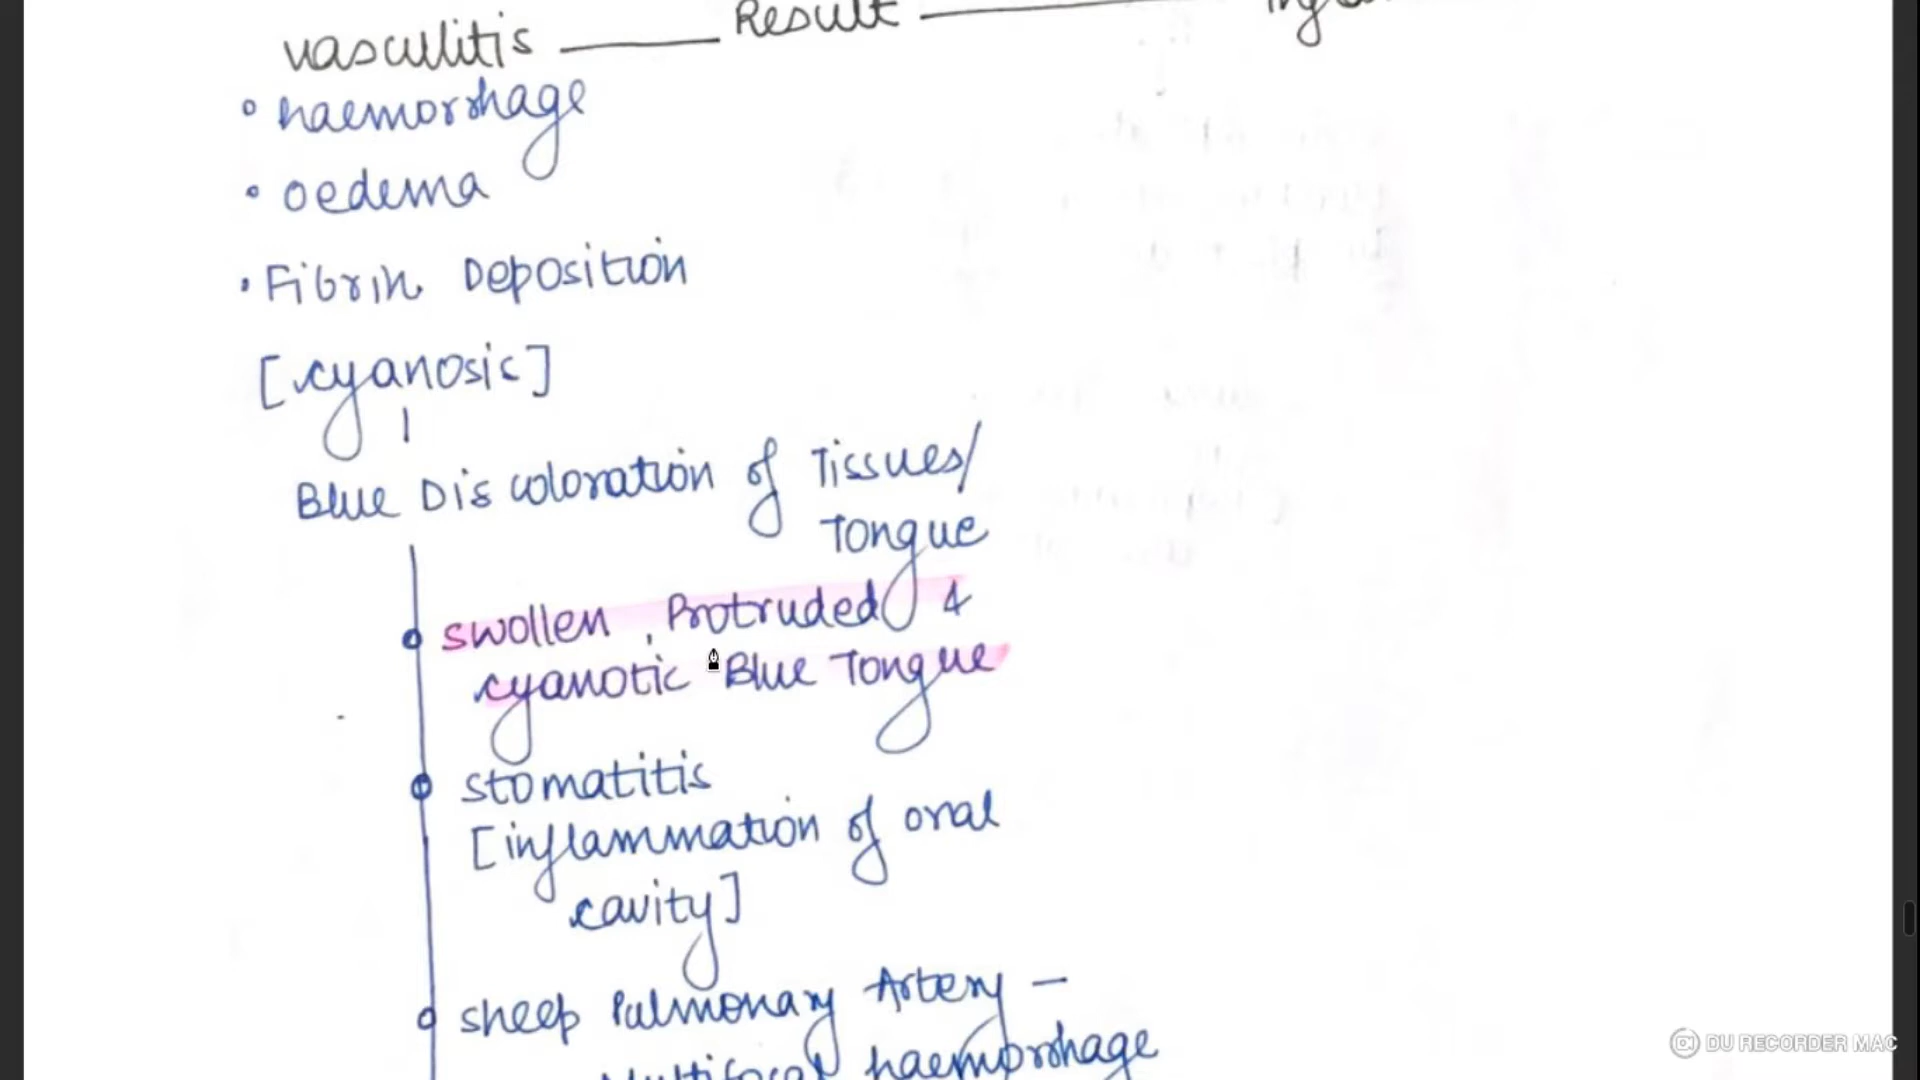 vasculitis ——— Result ———
• haemorrhage
• oedema
• Fibrin Deposition
[cyanosis]
Blue Discoloration of Tissues/
Tongue
swollen, Protruded &
cyanotic Blue Tongue
stomatitis
[inflammation of oral
cavity]
sheep Pulmonary Artery –
Multifocal haemorrhage
DU RECORDER MAC